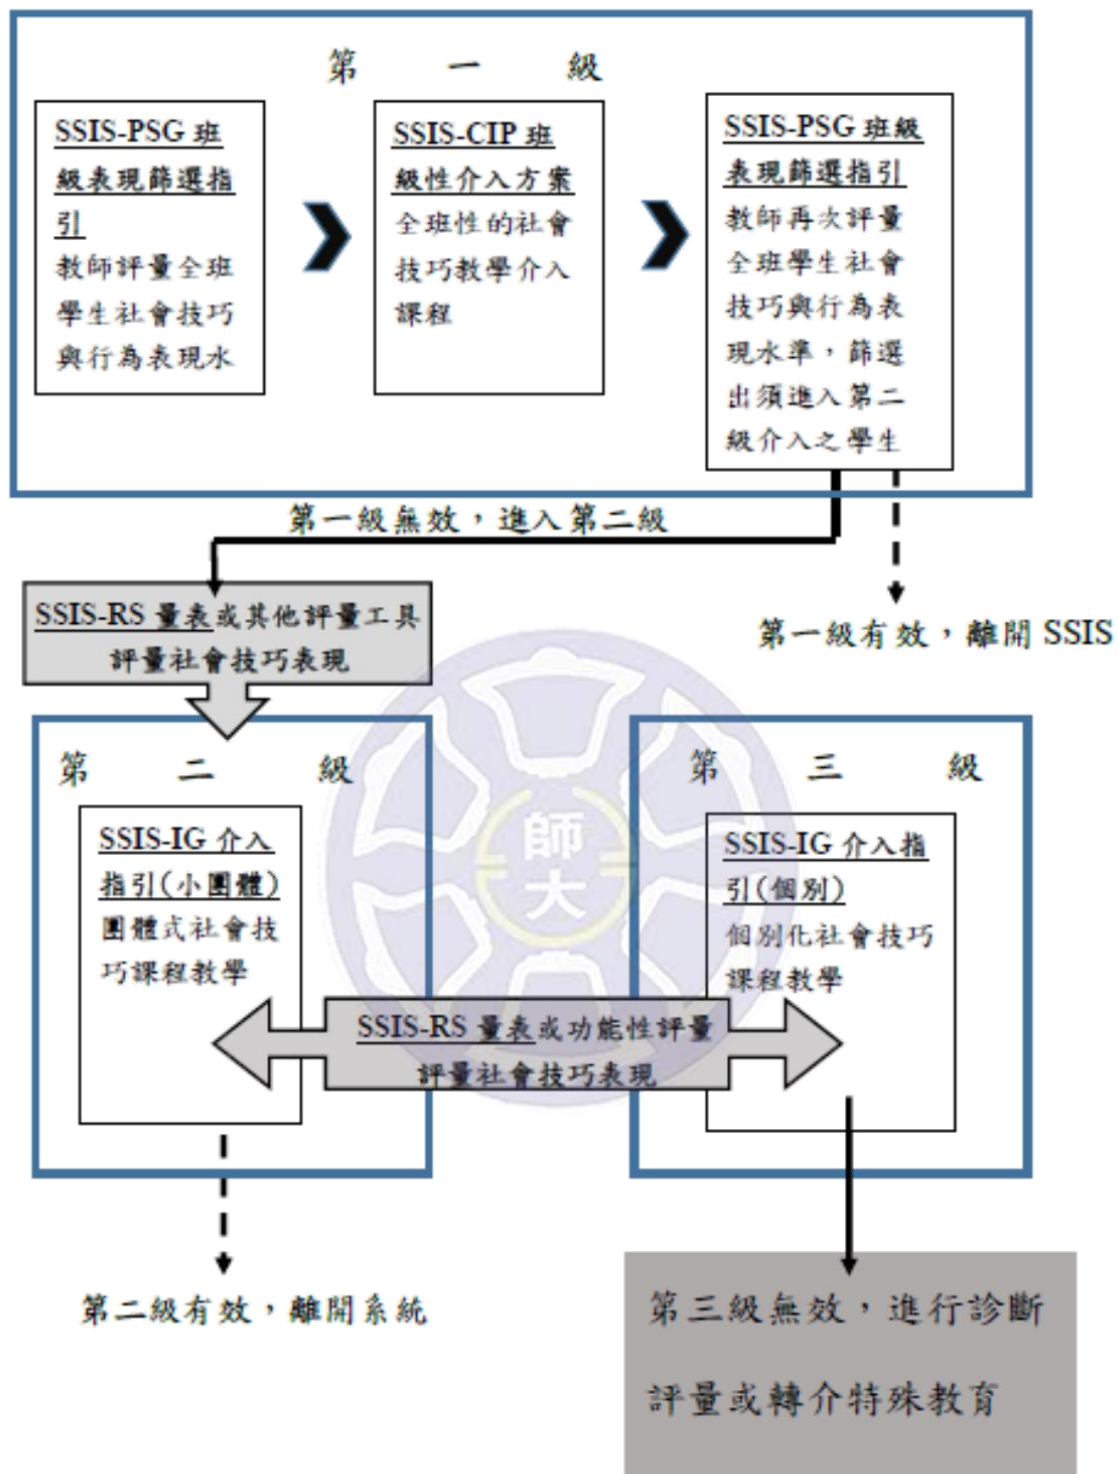 第一級
SSIS-PSG 班
級表現篩選指
引
教師評量全班
學生社會技巧
與行為表現水
SSIS-CIP 班
級性介入方案
全班性的社會
技巧教學介入
課程
SSIS-PSG 班級
表現篩選指引
教師再次評量
全班學生社會
技巧與行為表
現水準，篩選
出須進入第二
級介入之學生
第一級無效，進入第二級
第一級有效，離開 SSIS
SSIS-RS 量表或其他評量工具
評量社會技巧表現
第二級
SSIS-IG 介入
指引(小團體)
團體式社會技
巧課程教學
第三級
SSIS-IG 介入指
引(個別)
個別化社會技巧
課程教學
師
大
SSIS-RS 量表或功能性評量
評量社會技巧表現
第二級有效，離開系統
第三級無效，進行診斷
評量或轉介特殊教育